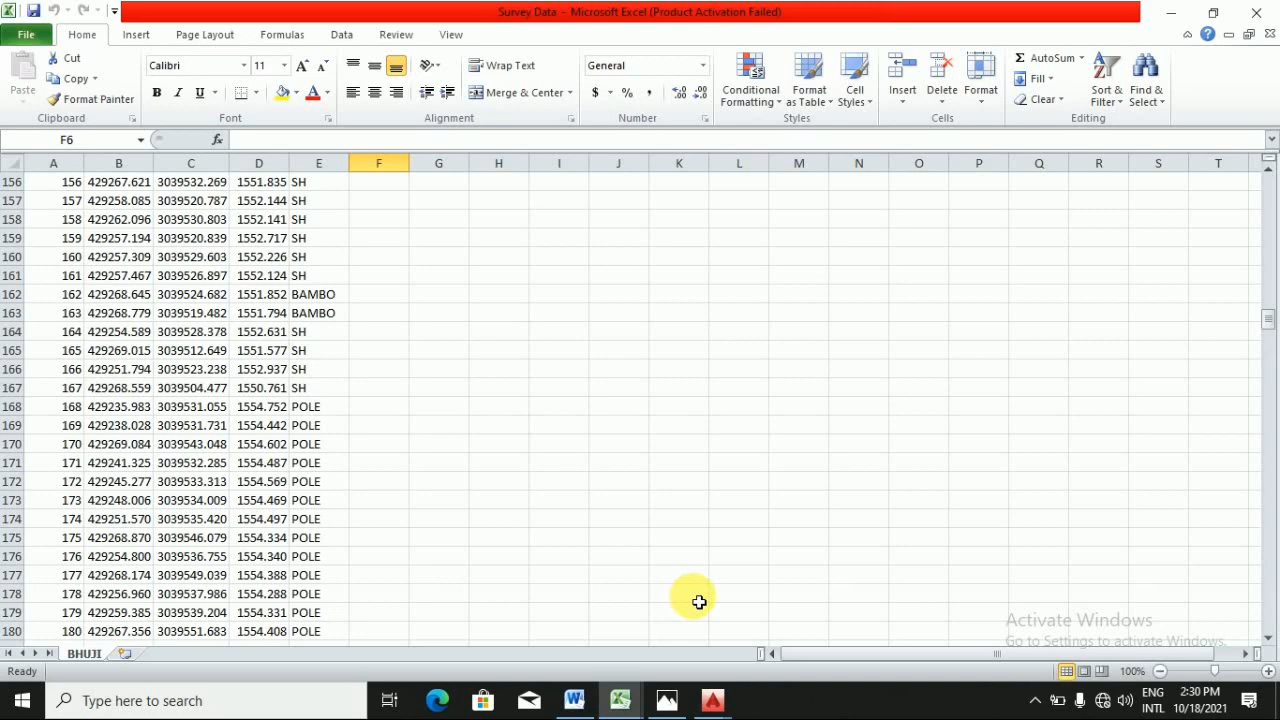 Survey Data - Microsoft Excel (Product Activation Failed)
File Home Insert Page Layout Formulas Data Review View
Paste
Cut
Copy
Format Painter
Clipboard
Calibri 11
B I U A
Font
Wrap Text
Merge & Center
Alignment
General
$ % ,
Number
Conditional Formatting
Format as Table
Cell Styles
Styles
Insert
Delete
Format
Cells
AutoSum
Fill
Clear
Sort & Filter
Find & Select
Editing
F6 fx
A B C D E F G H I J K L M N O P Q R S T
156 156 429267.621 3039532.269 1551.835 SH
157 157 429258.085 3039520.787 1552.144 SH
158 158 429262.096 3039530.803 1552.141 SH
159 159 429257.194 3039520.839 1552.717 SH
160 160 429257.309 3039529.603 1552.226 SH
161 161 429257.467 3039526.897 1552.124 SH
162 162 429268.645 3039524.682 1551.852 BAMBO
163 163 429268.779 3039519.482 1551.794 BAMBO
164 164 429254.589 3039528.378 1552.631 SH
165 165 429269.015 3039512.649 1551.577 SH
166 166 429251.794 3039523.238 1552.937 SH
167 167 429268.559 3039504.477 1550.761 SH
168 168 429235.983 3039531.055 1554.752 POLE
169 169 429238.028 3039531.731 1554.442 POLE
170 170 429269.084 3039543.048 1554.602 POLE
171 171 429241.325 3039532.285 1554.487 POLE
172 172 429245.277 3039533.313 1554.569 POLE
173 173 429248.006 3039534.009 1554.469 POLE
174 174 429251.570 3039535.420 1554.497 POLE
175 175 429268.870 3039546.079 1554.334 POLE
176 176 429254.800 3039536.755 1554.340 POLE
177 177 429268.174 3039549.039 1554.388 POLE
178 178 429256.960 3039537.986 1554.288 POLE
179 179 429259.385 3039539.204 1554.331 POLE
180 180 429267.356 3039551.683 1554.408 POLE
Activate Windows
Go to Settings to activate Windows.
BHUJI
Ready 100%
Type here to search
ENG
INTL
2:30 PM
10/18/2021